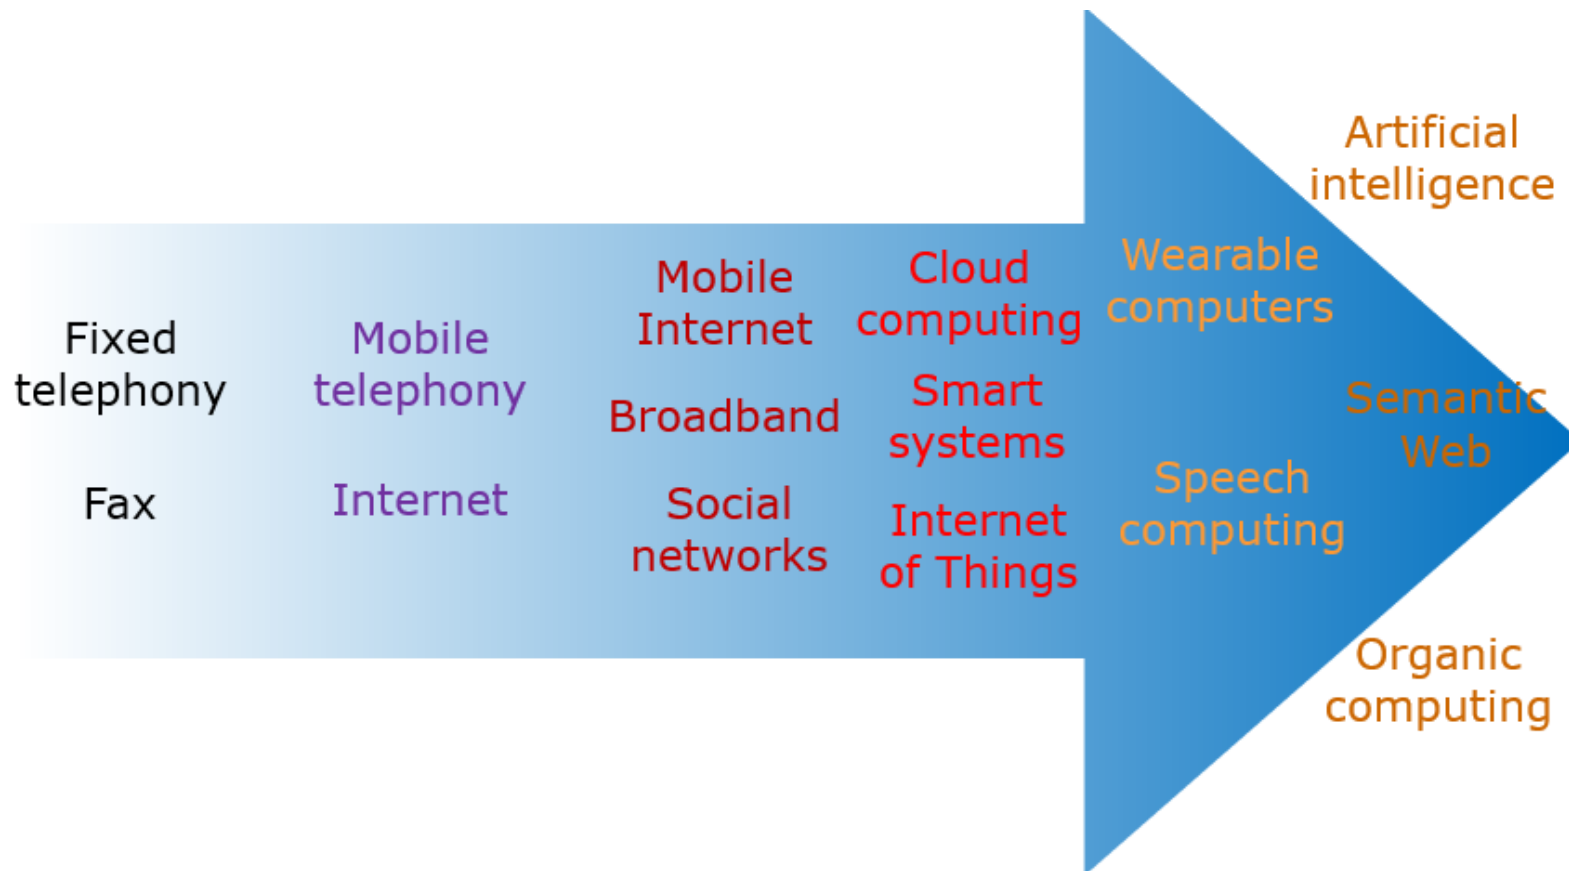 Fixed
telephony
Fax
Mobile
telephony
Internet
Mobile
Internet
Broadband
Social
networks
Cloud
computing
Smart
systems
Internet
of Things
Wearable
computers
Speech
computing
Artificial
intelligence
Semantic
Web
Organic
computing